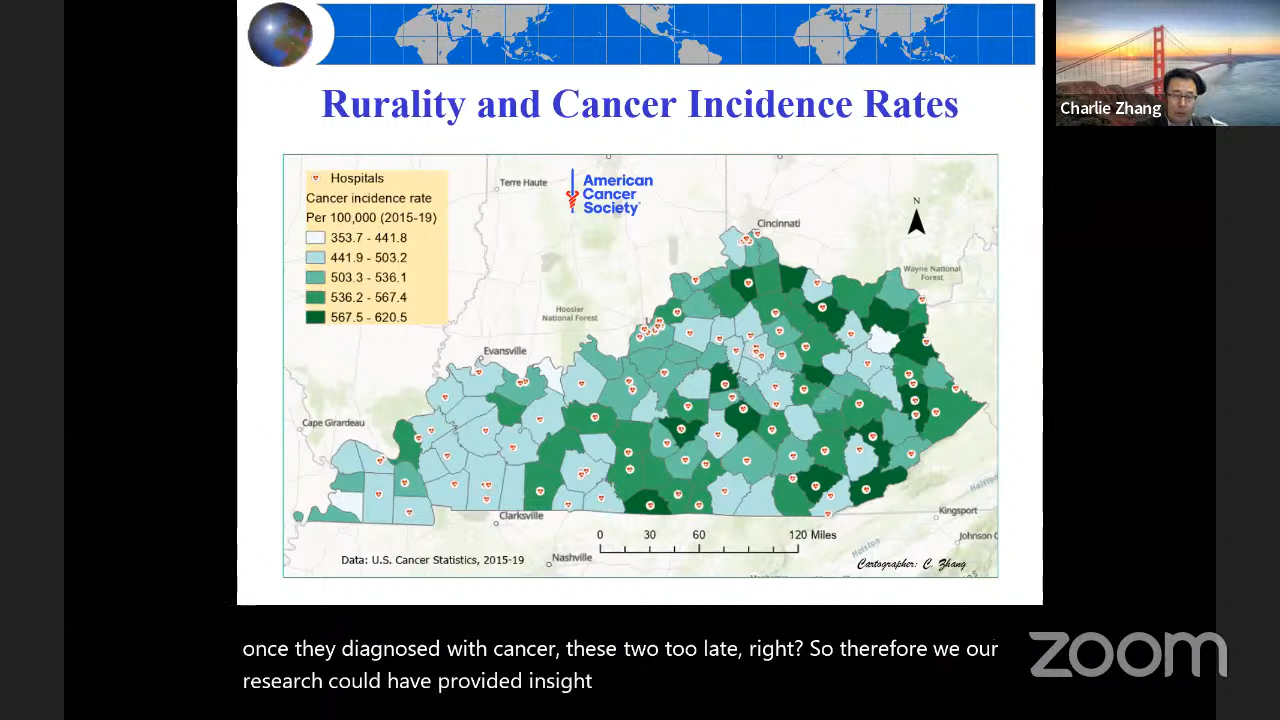 Rurality and Cancer Incidence Rates
Charlie Zhang
Hospitals
Cancer incidence rate
Per 100,000 (2015-19)
353.7 - 441.8
441.9 - 503.2
503.3 - 536.1
536.2 - 567.4
567.5 - 620.5
American
Cancer
Society
Terre Haute
N
Cincinnati
Wayne National
Forest
Hoosier
National Forest
Evansville
Cape Girardeau
Clarksville
Kingsport
Holston
Johnson C
Nashville
Holston
0 30 60 120 Miles
Data: U.S. Cancer Statistics, 2015-19
Cartographer: C. Zhang
once they diagnosed with cancer, these two too late, right? So therefore we our
research could have provided insight
zoom